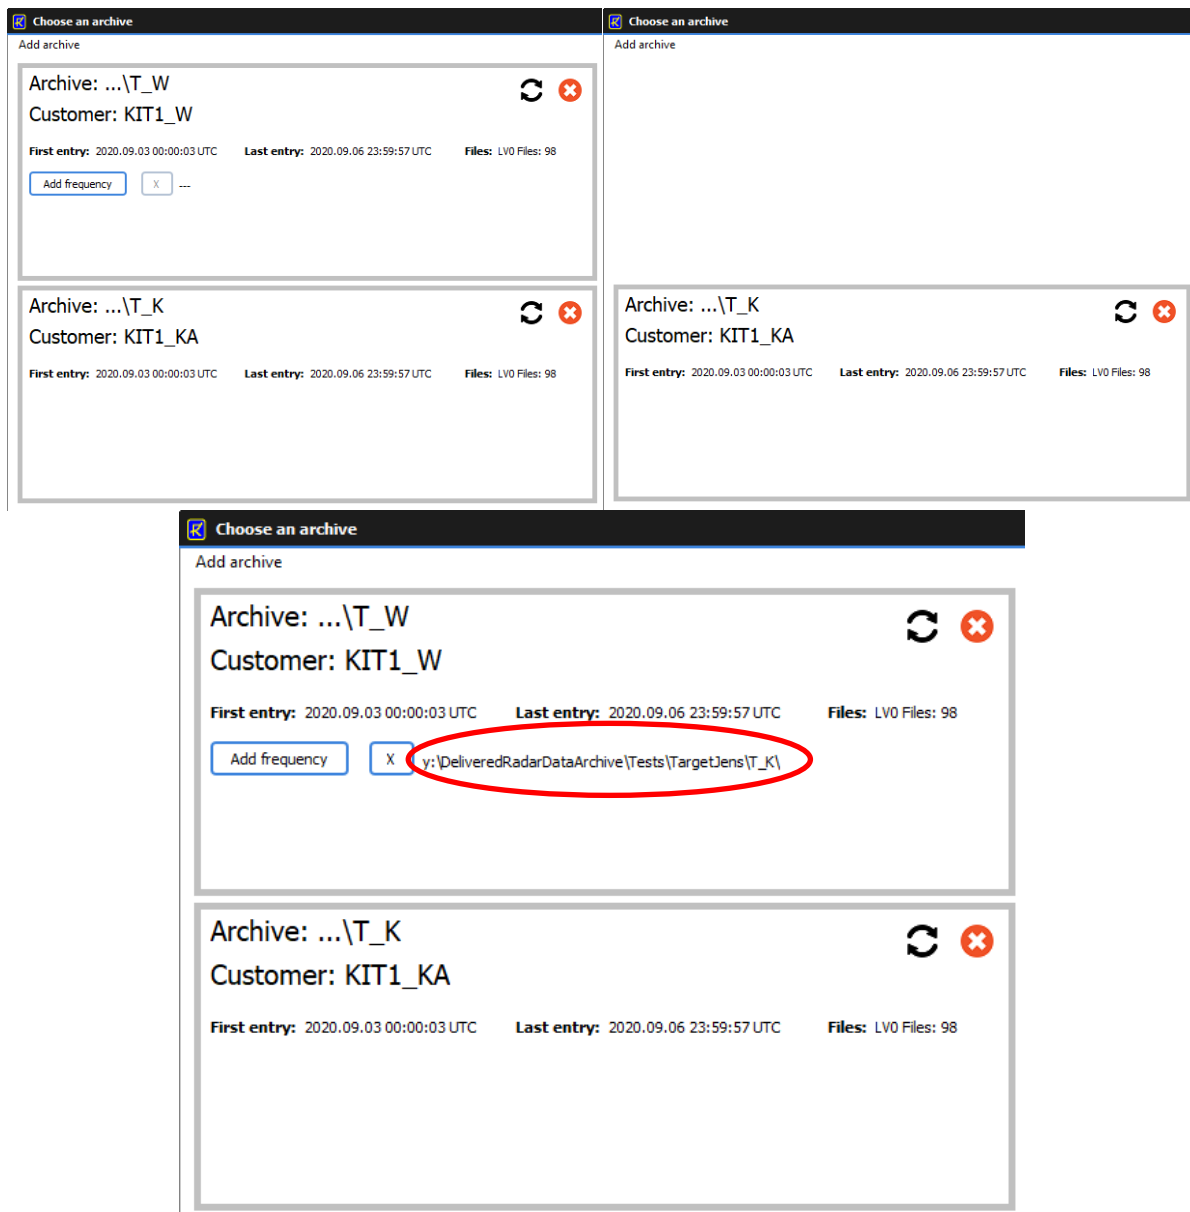 Choose an archive
Add archive
Archive: ...\T_W
Customer: KIT1_W
First entry: 2020.09.03 00:00:03 UTC Last entry: 2020.09.06 23:59:57 UTC Files: LV0 Files: 98
Add frequency X ---
Archive: ...\T_K
Customer: KIT1_KA
First entry: 2020.09.03 00:00:03 UTC Last entry: 2020.09.06 23:59:57 UTC Files: LV0 Files: 98
Choose an archive
Add archive
Archive: ...\T_K
Customer: KIT1_KA
First entry: 2020.09.03 00:00:03 UTC Last entry: 2020.09.06 23:59:57 UTC Files: LV0 Files: 98
Choose an archive
Add archive
Archive: ...\T_W
Customer: KIT1_W
First entry: 2020.09.03 00:00:03 UTC Last entry: 2020.09.06 23:59:57 UTC Files: LV0 Files: 98
Add frequency X y:\DeliveredRadarDataArchive\Tests\TargetJens\T_K\
Archive: ...\T_K
Customer: KIT1_KA
First entry: 2020.09.03 00:00:03 UTC Last entry: 2020.09.06 23:59:57 UTC Files: LV0 Files: 98